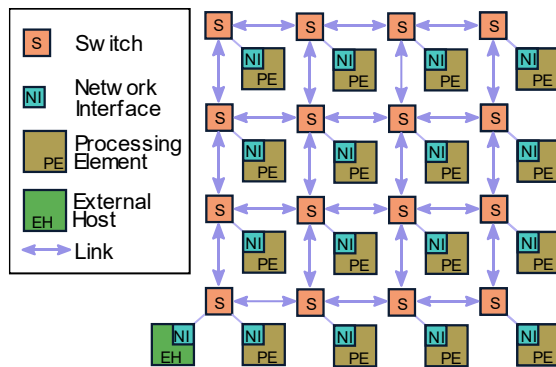 S Switch
NI Network
Interface
Processing
PE Element
External
EH Host
Link
S S S S
NI NI NI NI
PE PE PE PE
S S S S
NI NI NI NI
PE PE PE PE
S S S S
NI NI NI NI
PE PE PE PE
S S S S
NI NI NI NI NI
EH PE PE PE PE